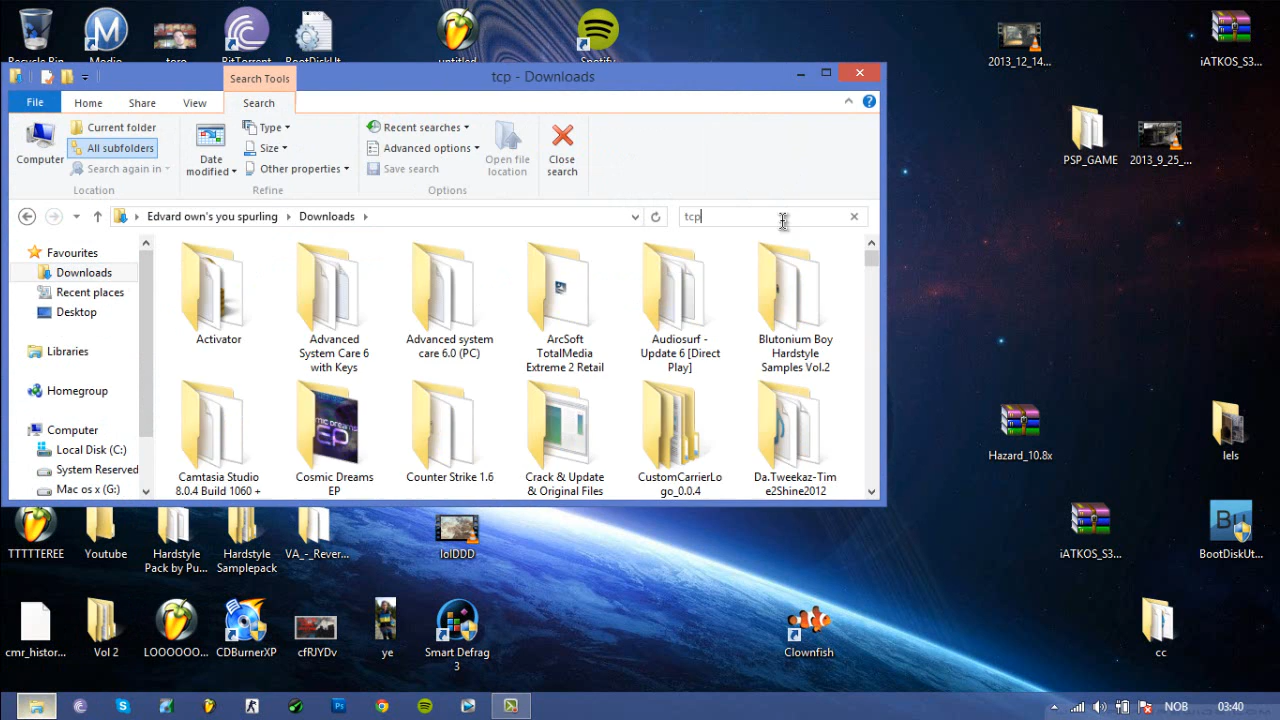 Recycle Bin
Media
toro
BitTorrent
BootDiskUt...
untitled
Spotify
2013_12_14...
iATKOS_S3...
Search Tools
tcp - Downloads
File
Home
Share
View
Search
Computer
Current folder
All subfolders
Search again in
Location
Date
modified
Type
Size
Other properties
Refine
Recent searches
Advanced options
Save search
Open file
location
Options
Close
search
PSP_GAME
2013_9_25_...
Edvard own's you spurling
Downloads
tcp
Favourites
Downloads
Recent places
Desktop
Libraries
Homegroup
Computer
Local Disk (C:)
System Reserved
Mac os x (G:)
Activator
Advanced
System Care 6
with Keys
Advanced system
care 6.0 (PC)
ArcSoft
TotalMedia
Extreme 2 Retail
Audiosurf -
Update 6 [Direct
Play]
Blutonium Boy
Hardstyle
Samples Vol.2
Camtasia Studio
8.0.4 Build 1060 +
Cosmic Dreams
EP
Counter Strike 1.6
Crack & Update
& Original Files
CustomCarrierLo
go_0.0.4
Da.Tweekaz-Tim
e2Shine2012
Hazard_10.8x
lels
TTTTTEREE
Youtube
Hardstyle
Pack by Pu...
Hardstyle
Samplepack
VA_-_Rever...
lolDDD
iATKOS_S3...
BootDiskUt...
cmr_histor...
Vol 2
LOOOOOO...
CDBurnerXP
cfRJYDv
ye
Smart Defrag
3
Clownfish
cc
NOB
03:40